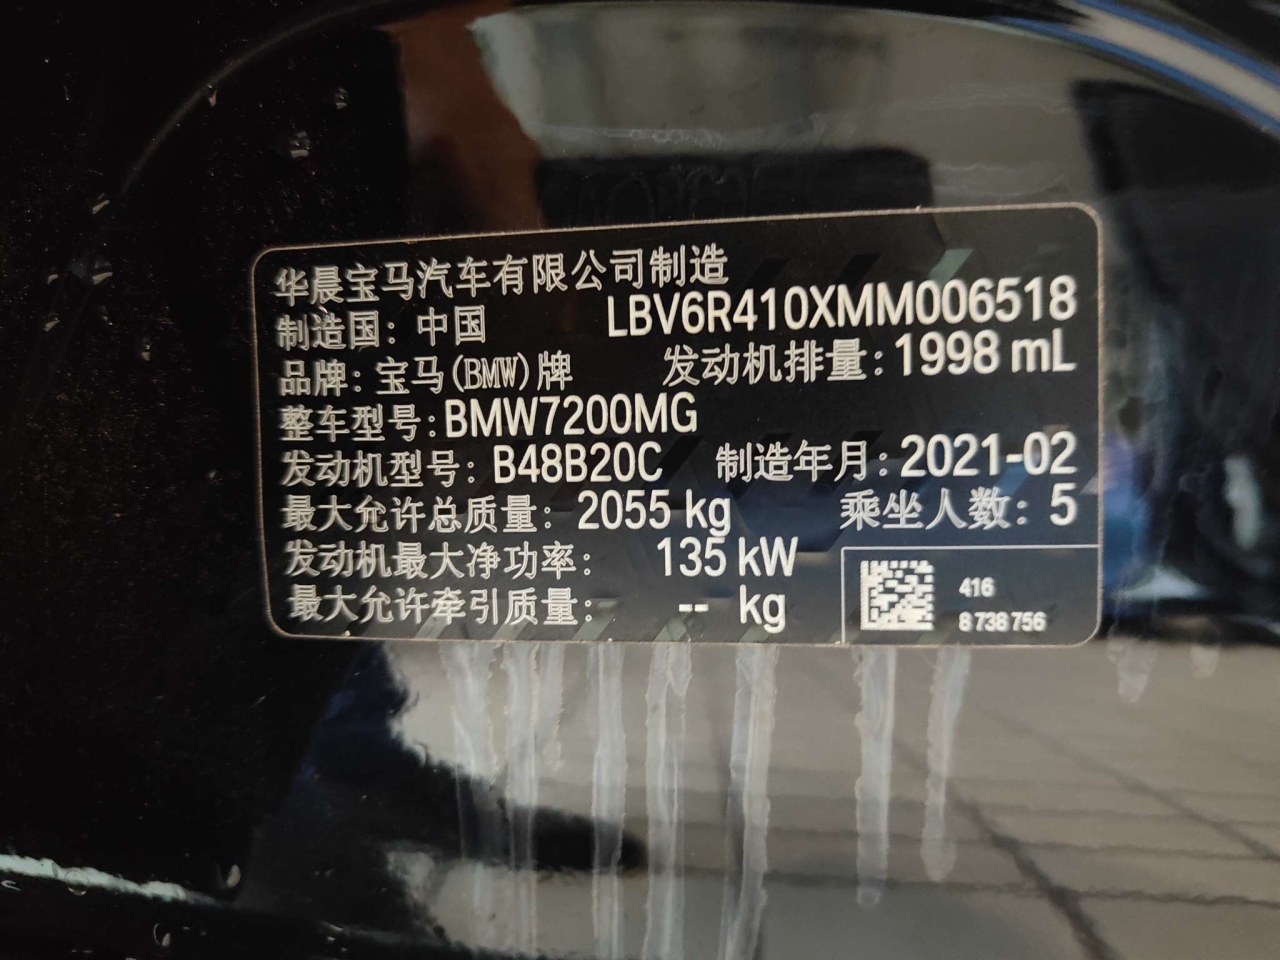 华晨宝马汽车有限公司制造
制造国：中国 LBV6R410XMM006518
品牌：宝马(BMW)牌 发动机排量：1998 mL
整车型号：BMW7200MG
发动机型号：B48B20C 制造年月：2021-02
最大允许总质量：2055 kg 乘坐人数：5
发动机最大净功率：135 kW
最大允许牵引质量：-- kg
416
8 738 756